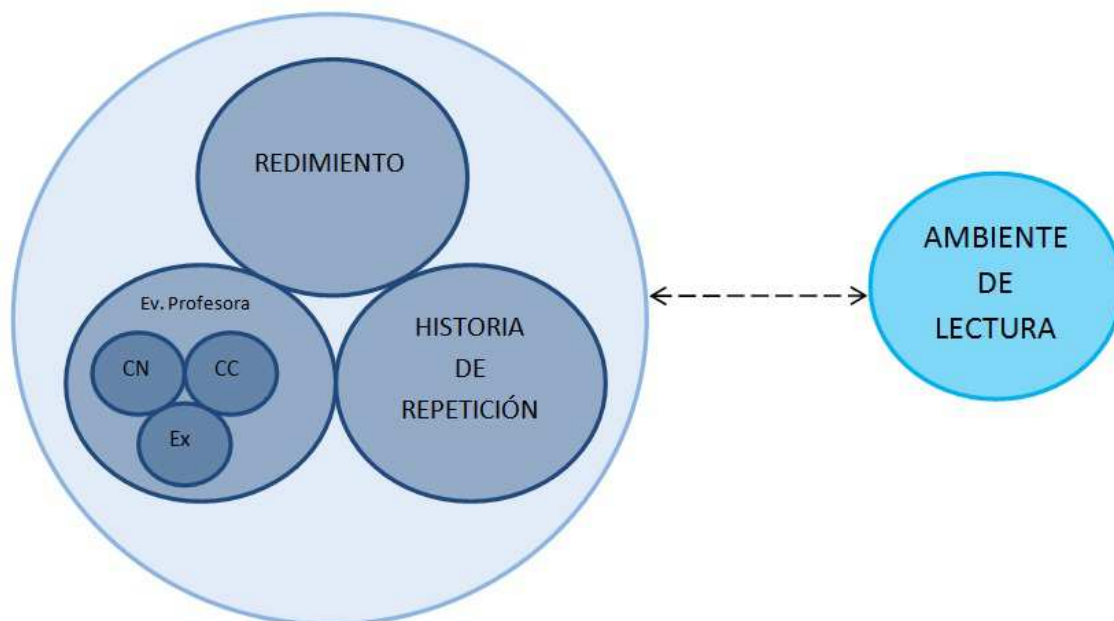 REDIMIENTO
Ev. Profesora
CN
CC
Ex
HISTORIA
DE
REPETICIÓN
AMBIENTE
DE
LECTURA